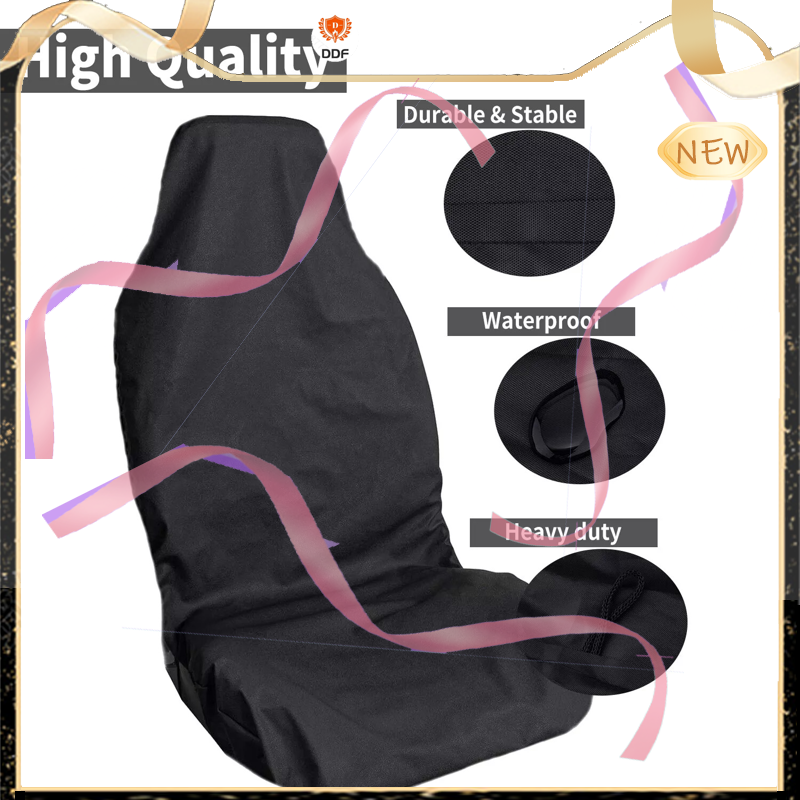 High Quality
DDF
Durable & Stable
NEW
Waterproof
Heavy duty